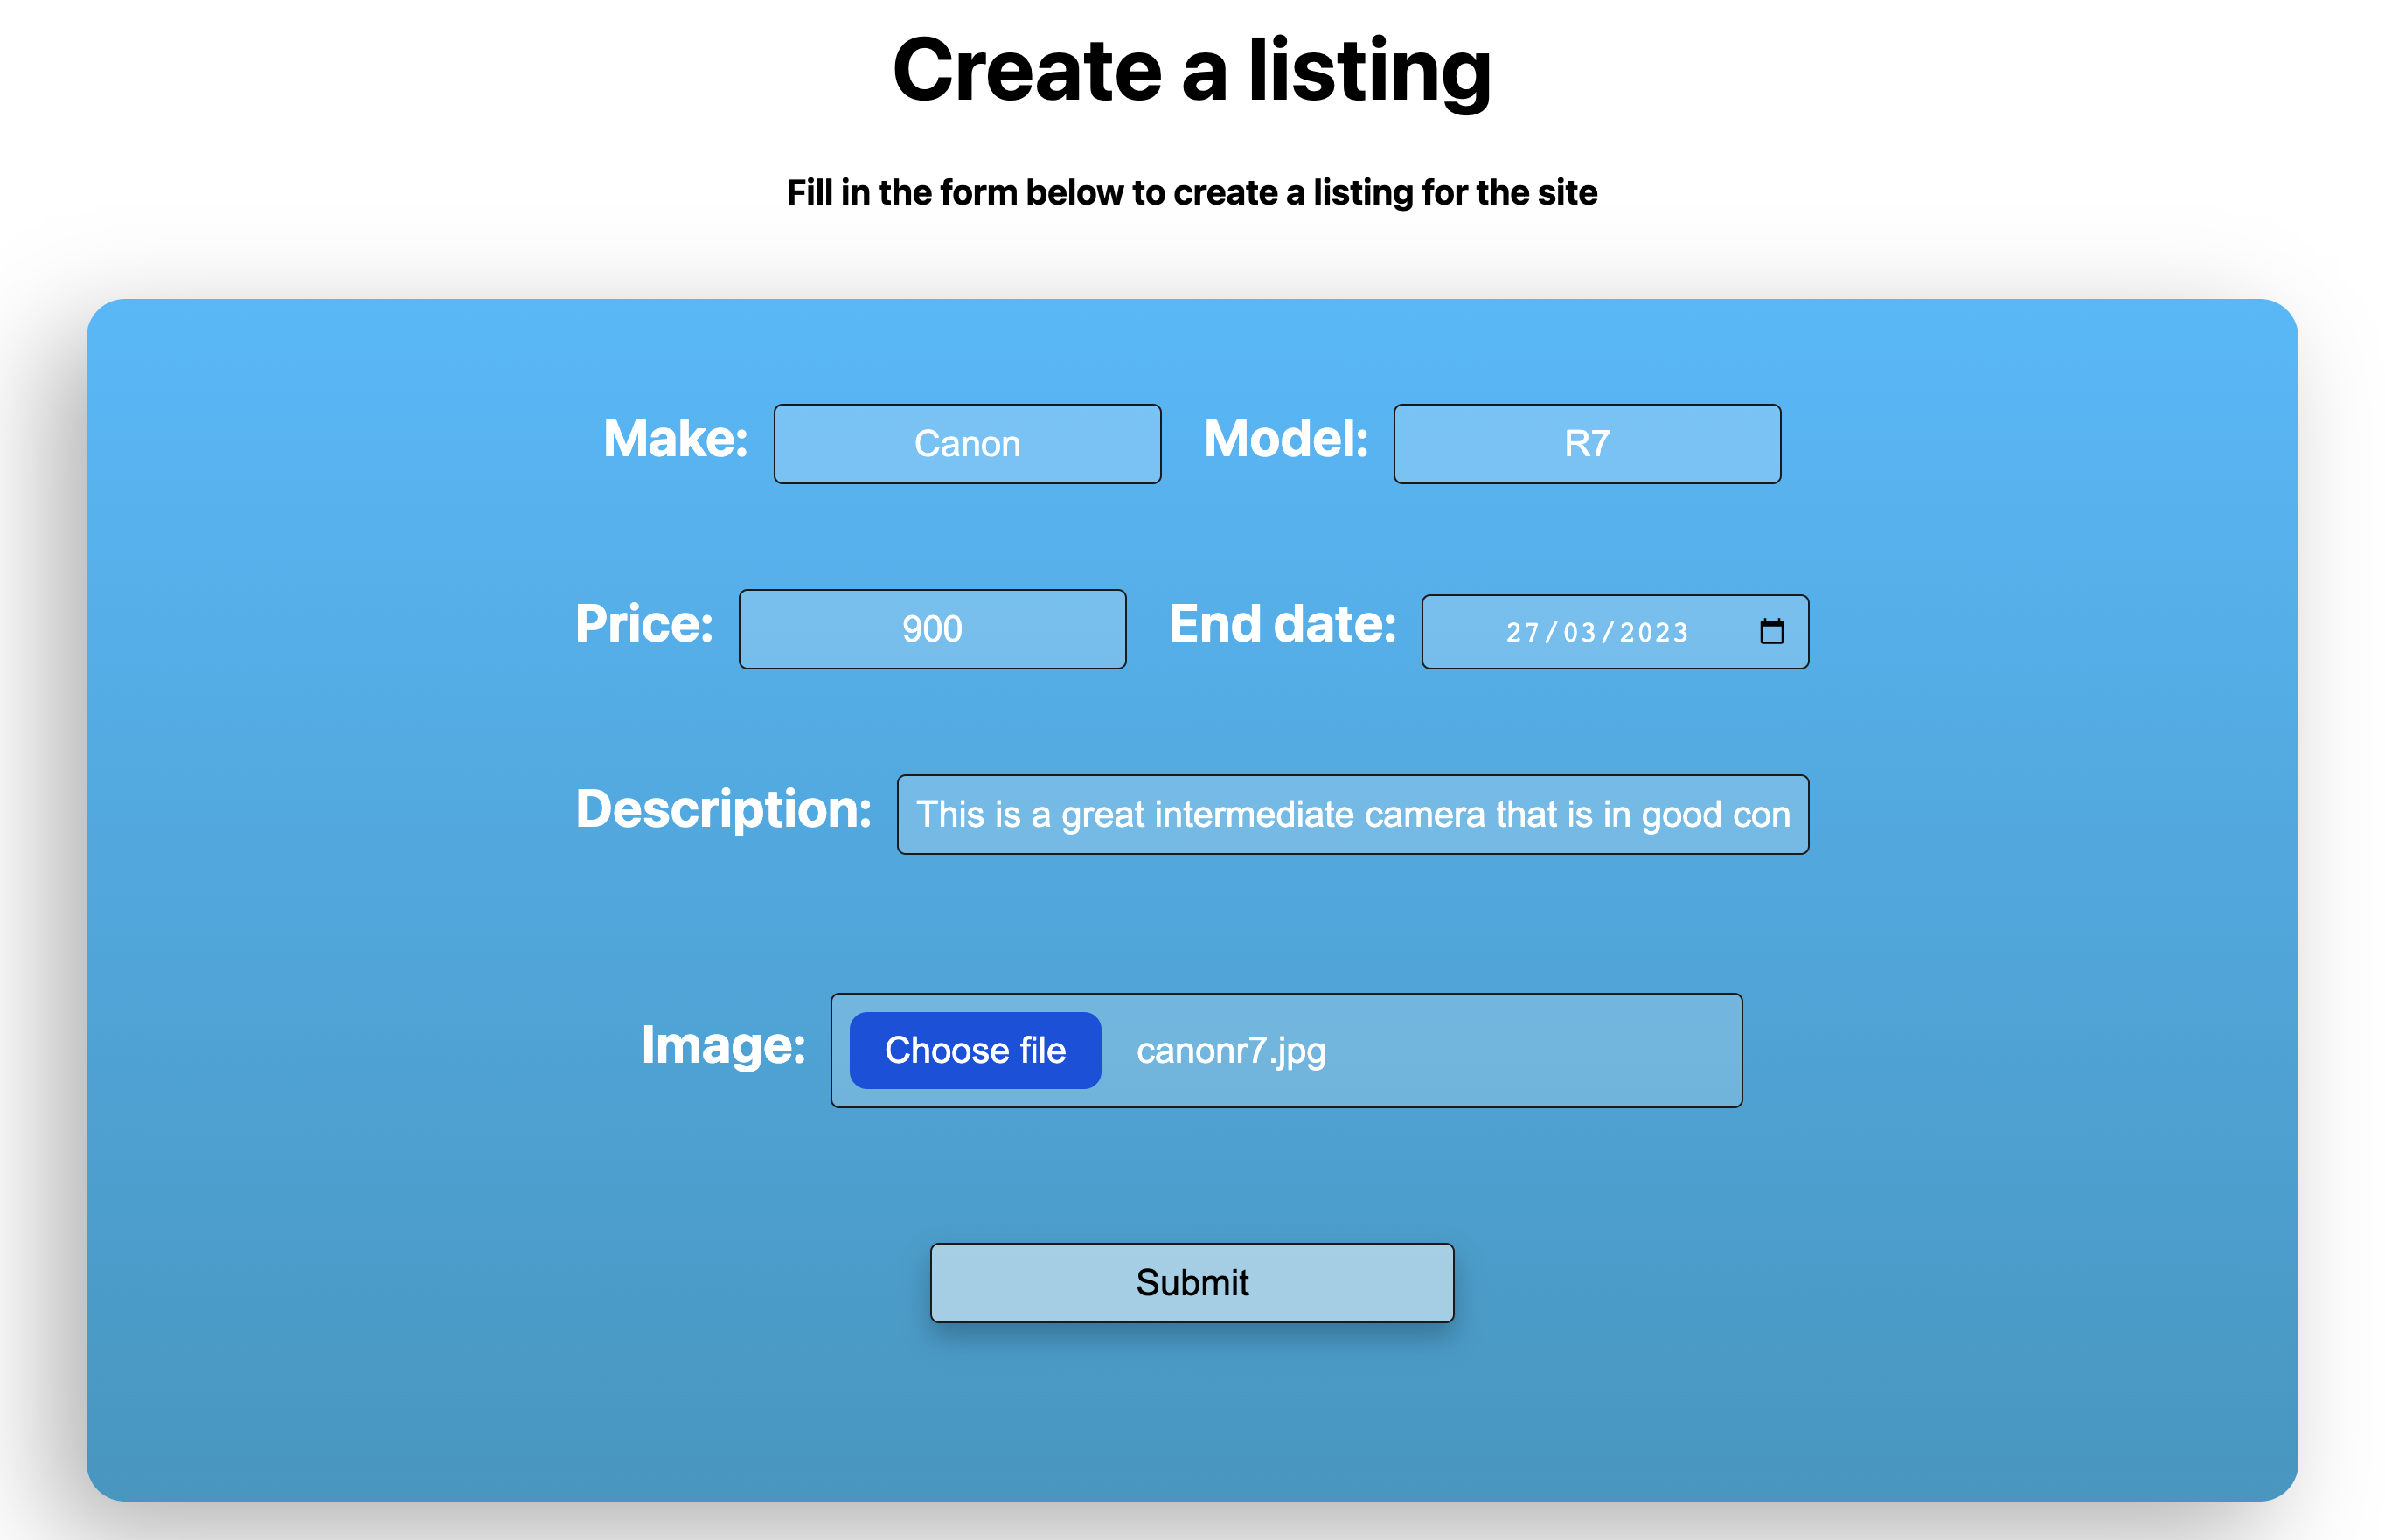 Create a listing
Fill in the form below to create a listing for the site
Make: Canon Model: R7
Price: 900 End date: 27/03/2023
Description: This is a great intermediate camera that is in good con
Image: Choose file canonr7.jpg
Submit